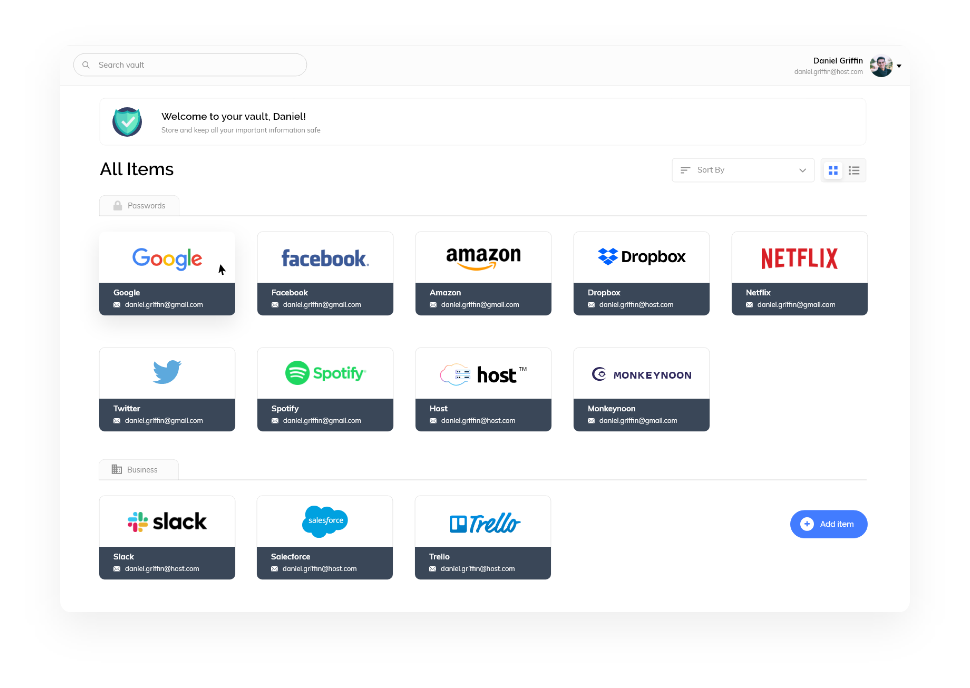 Search vault
Daniel Griffin
daniel.griffin@host.com
Welcome to your vault, Daniel!
Store and keep all your important information safe
All Items
Sort By
Passwords
Google
facebook.
amazon
Dropbox
NETFLIX
Google
daniel.griffin@gmail.com
Facebook
daniel.griffin@gmail.com
Amazon
daniel.griffin@gmail.com
Dropbox
daniel.griffin@host.com
Netflix
daniel.griffin@gmail.com
Spotify
host™
MONKEYNOON
Twitter
daniel.griffin@gmail.com
Spotify
daniel.griffin@gmail.com
Host
daniel.griffin@host.com
Monkeynoon
daniel.griffin@gmail.com
Business
slack
salesforce
Trello
Add item
Slack
daniel.griffin@host.com
Salecforce
daniel.griffin@host.com
Trello
daniel.griffin@host.com